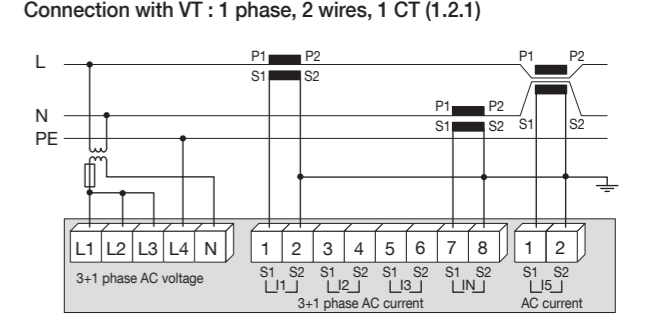 Connection with VT : 1 phase, 2 wires, 1 CT (1.2.1)
L P1 P2 P1 P2
S1 S2
N P1 P2
S1 S2 S1 S2
PE
L1 L2 L3 L4 N 1 2 3 4 5 6 7 8 1 2
S1 S2 S1 S2 S1 S2 S1 S2 S1 S2
3+1 phase AC voltage I1 I2 I3 IN I5
3+1 phase AC current AC current